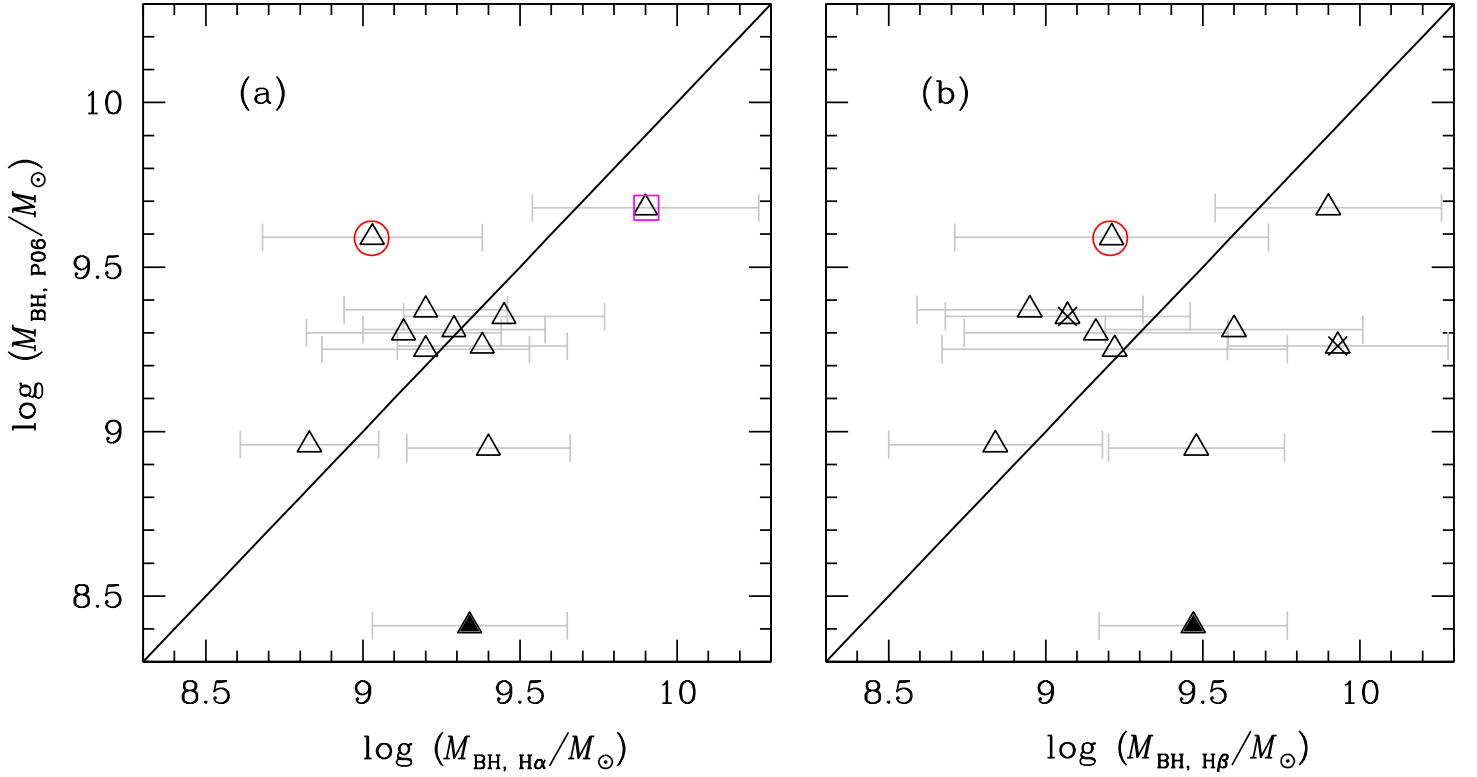 (a)
(b)
10
9.5
9
8.5
log (M_BH, P06/M_⊙)
8.5 9 9.5 10
8.5 9 9.5 10
log (M_BH, Hα/M_⊙)
log (M_BH, Hβ/M_⊙)